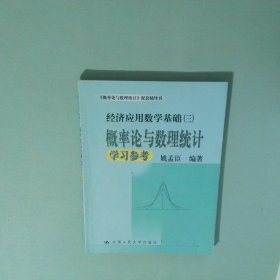 《概率论与数理统计》配套辅导书
经济应用数学基础(三)
概率论与数理统计
学习参考
姚孟臣 编著
中国人民大学出版社